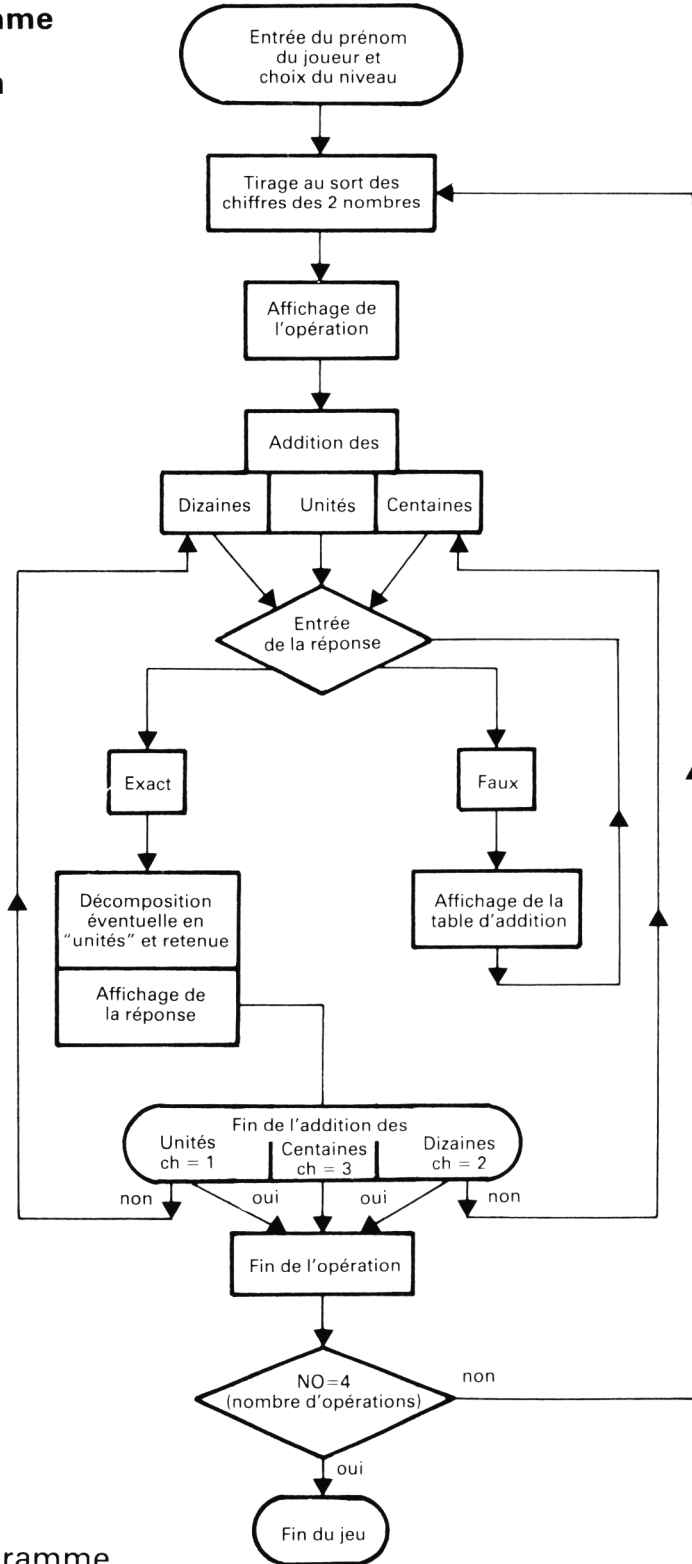 mme
n
Entrée du prénom
du joueur et
choix du niveau
Tirage au sort des
chiffres des 2 nombres
Affichage de
l'opération
Addition des
Dizaines
Unités
Centaines
Entrée
de la réponse
Exact
Faux
Décomposition
éventuelle en
"unités" et retenue
Affichage de la
table d'addition
Affichage de
la réponse
Fin de l'addition des
Unités
ch = 1
Centaines
ch = 3
Dizaines
ch = 2
non
oui
oui
non
Fin de l'opération
NO=4
(nombre d'opérations)
non
oui
Fin du jeu
gramme